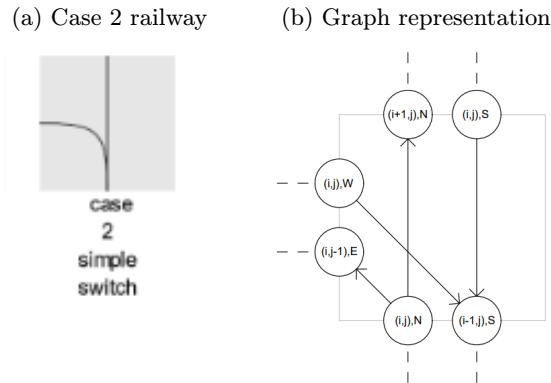 (a) Case 2 railway
(b) Graph representation
case
2
simple
switch
(i+1,j),N
(i,j),S
(i,j),W
(i,j-1),E
(i,j),N
(i-1,j),S